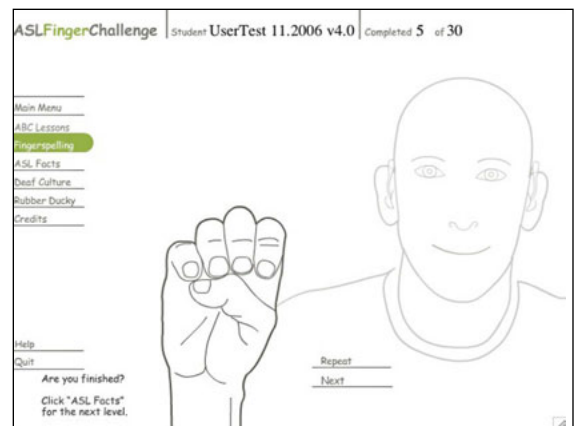 ASLFingerChallenge Student UserTest 11.2006 v4.0 Completed 5 of 30
Main Menu
ABC Lessons
Fingerspelling
ASL Facts
Deaf Culture
Rubber Ducky
Credits
Help
Quit
Are you finished?
Click "ASL Facts"
for the next level.
Repeat
Next